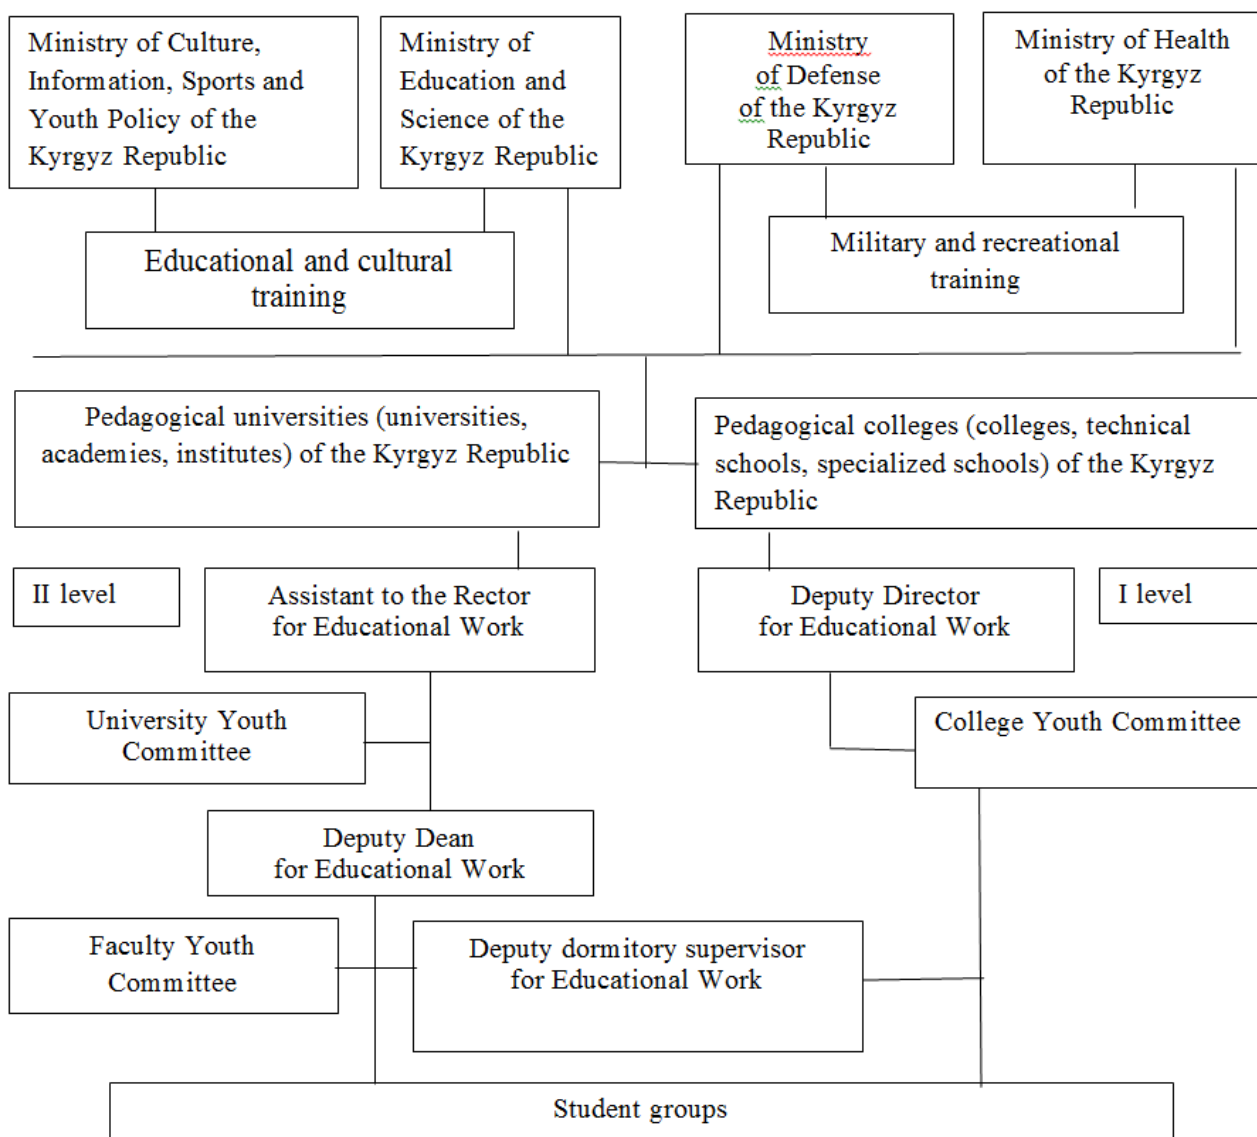 Ministry of Culture,
Information, Sports and
Youth Policy of the
Kyrgyz Republic
Ministry of
Education and
Science of the
Kyrgyz Republic
Ministry
of Defense
of the Kyrgyz
Republic
Ministry of Health
of the Kyrgyz
Republic
Educational and cultural
training
Military and recreational
training
Pedagogical universities (universities,
academies, institutes) of the Kyrgyz Republic
Pedagogical colleges (colleges, technical
schools, specialized schools) of the Kyrgyz
Republic
II level
Assistant to the Rector
for Educational Work
Deputy Director
for Educational Work
I level
University Youth
Committee
College Youth Committee
Deputy Dean
for Educational Work
Faculty Youth
Committee
Deputy dormitory supervisor
for Educational Work
Student groups